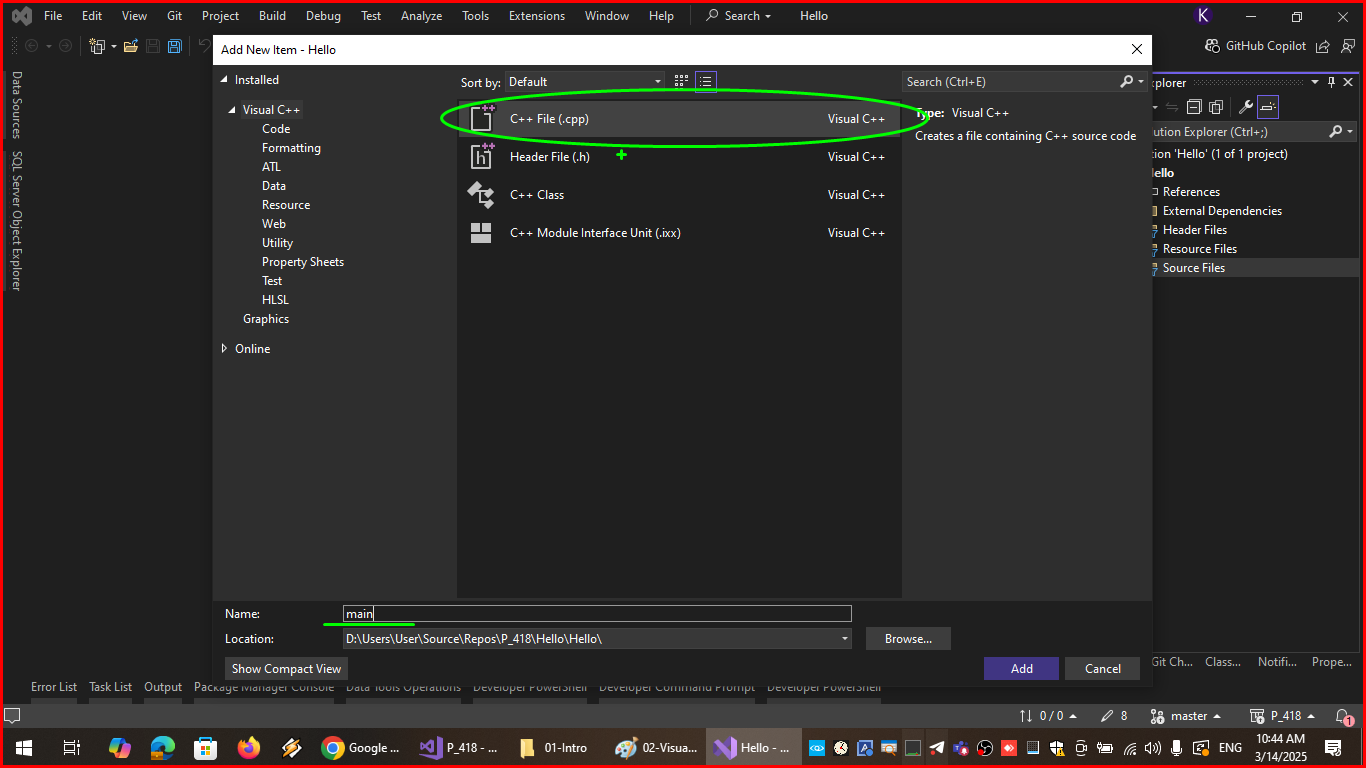 File Edit View Git Project Build Debug Test Analyze Tools Extensions Window Help Search Hello K
GitHub Copilot
Add New Item - Hello
Data Sources
SQL Server Object Explorer
Installed
Visual C++
Code
Formatting
ATL
Data
Resource
Web
Utility
Property Sheets
Test
HLSL
Graphics
Online
Sort by: Default
C++ File (.cpp) Visual C++
Header File (.h) Visual C++
C++ Class Visual C++
C++ Module Interface Unit (.ixx) Visual C++
Search (Ctrl+E)
Type: Visual C++
Creates a file containing C++ source code
xplorer
ution Explorer (Ctrl+;)
tion 'Hello' (1 of 1 project)
ello
References
External Dependencies
Header Files
Resource Files
Source Files
Name: main
Location: D:\Users\User\Source\Repos\P_418\Hello\Hello\ Browse...
Show Compact View Add Cancel
Git Ch... Class... Notifi... Prope...
Error List Task List Output Package Manager Console Data Tools Operations Developer PowerShell Developer Command Prompt Developer PowerShell
0 / 0 8 master P_418 1
Google ... P_418 - ... 01-Intro 02-Visua... Hello - ... ENG 10:44 AM
3/14/2025